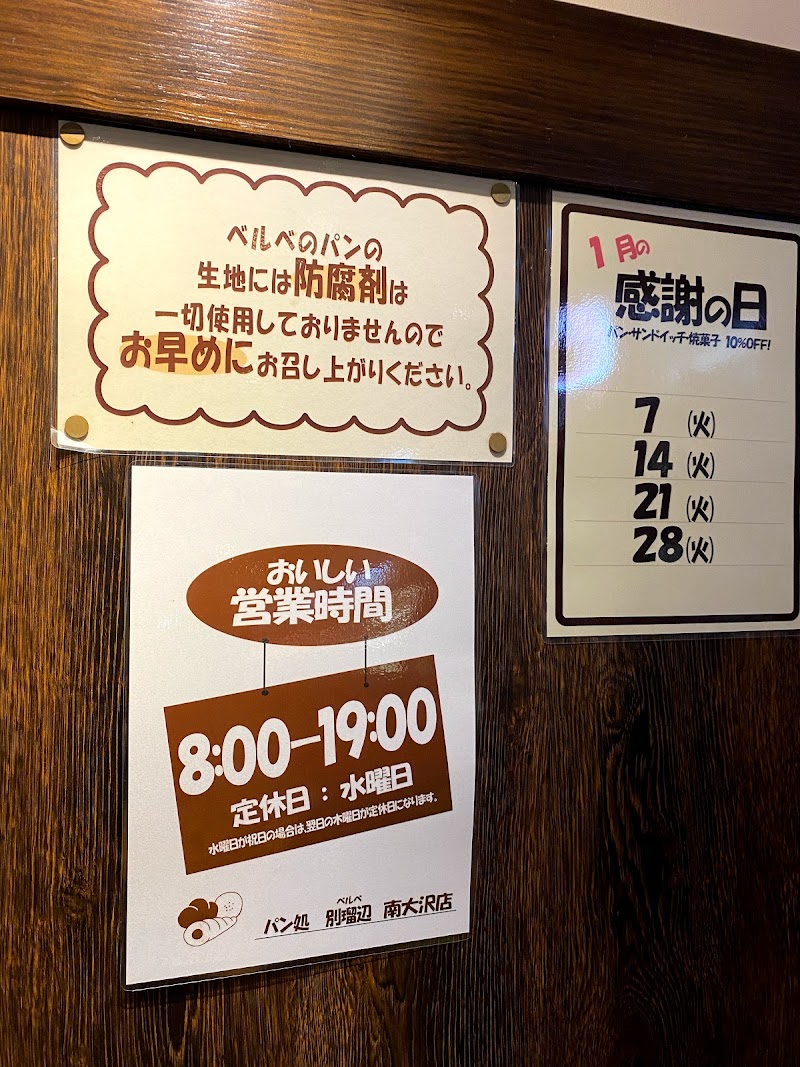 ベルベのパンの
生地には防腐剤は
一切使用しておりませんので
お早めにお召し上がりください。
1月の
感謝の日
パン・サンドイッチ・焼菓子 10%OFF!
7 (火)
14 (火)
21 (火)
28 (火)
おいしい
営業時間
8:00–19:00
定休日 : 水曜日
水曜日が祝日の場合は、翌日の木曜日が定休日になります。
ベルベ
パン処 別瑠辺 南大沢店